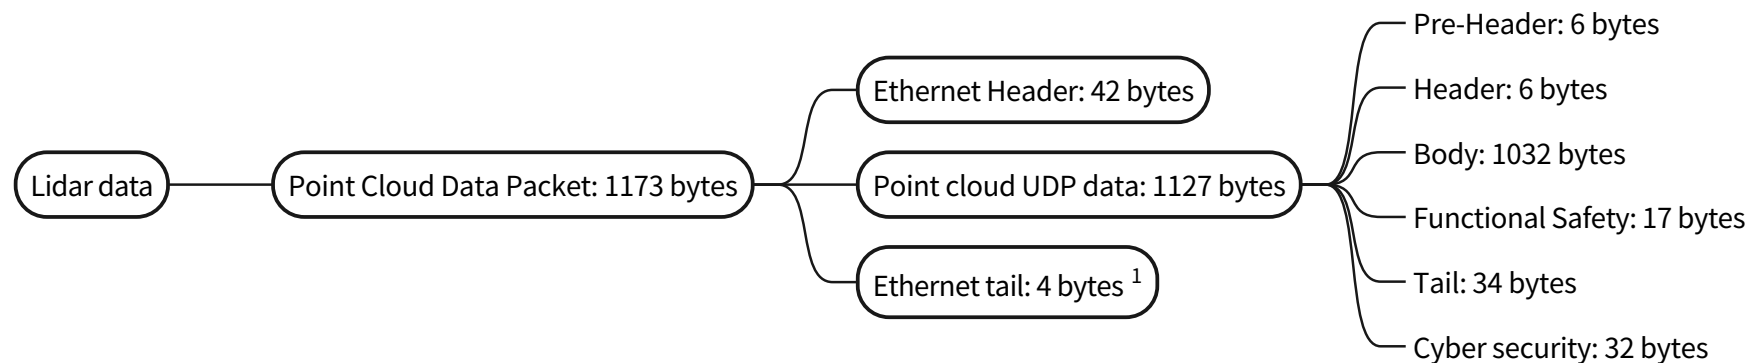 Lidar data
Point Cloud Data Packet: 1173 bytes
Ethernet Header: 42 bytes
Point cloud UDP data: 1127 bytes
Ethernet tail: 4 bytes 1
Pre-Header: 6 bytes
Header: 6 bytes
Body: 1032 bytes
Functional Safety: 17 bytes
Tail: 34 bytes
Cyber security: 32 bytes